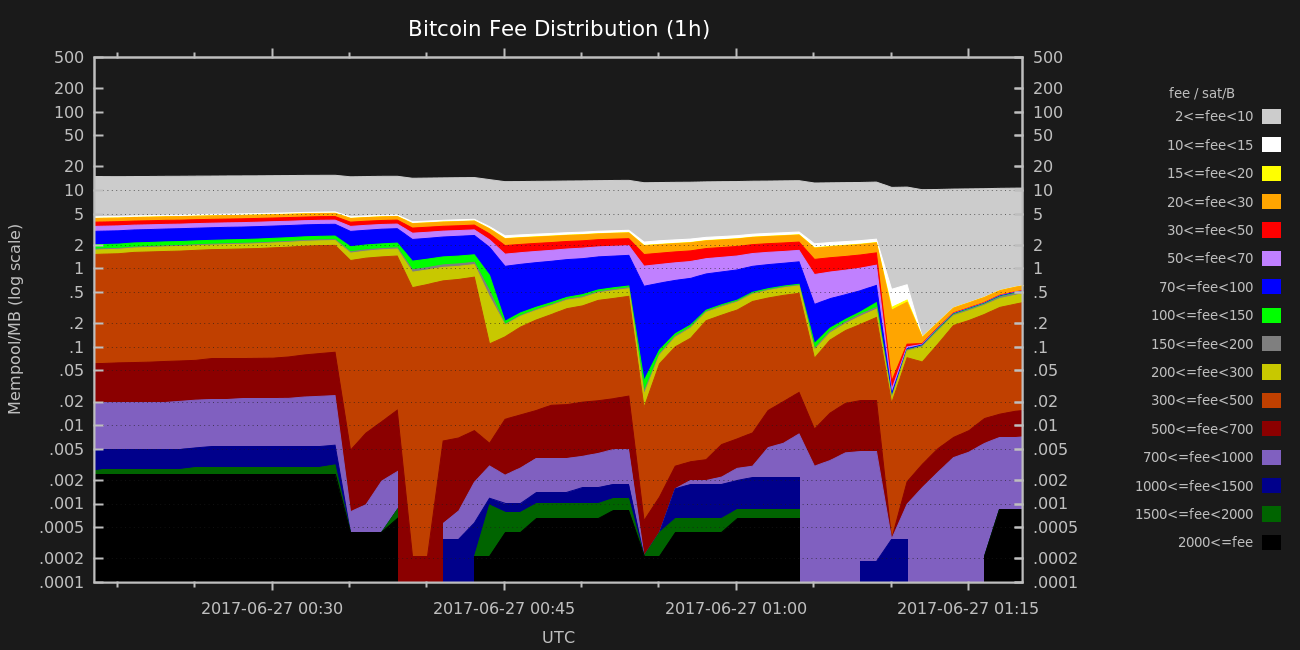 Bitcoin Fee Distribution (1h)
500 500
200 200
100 100
50 50
20 20
10 10
5 5
2 2
1 1
.5 .5
.2 .2
.1 .1
.05 .05
.02 .02
.01 .01
.005 .005
.002 .002
.001 .001
.0005 .0005
.0002 .0002
.0001 .0001
Mempool/MB (log scale)
2017-06-27 00:30 2017-06-27 00:45 2017-06-27 01:00 2017-06-27 01:15
UTC
fee / sat/B
2<=fee<10
10<=fee<15
15<=fee<20
20<=fee<30
30<=fee<50
50<=fee<70
70<=fee<100
100<=fee<150
150<=fee<200
200<=fee<300
300<=fee<500
500<=fee<700
700<=fee<1000
1000<=fee<1500
1500<=fee<2000
2000<=fee